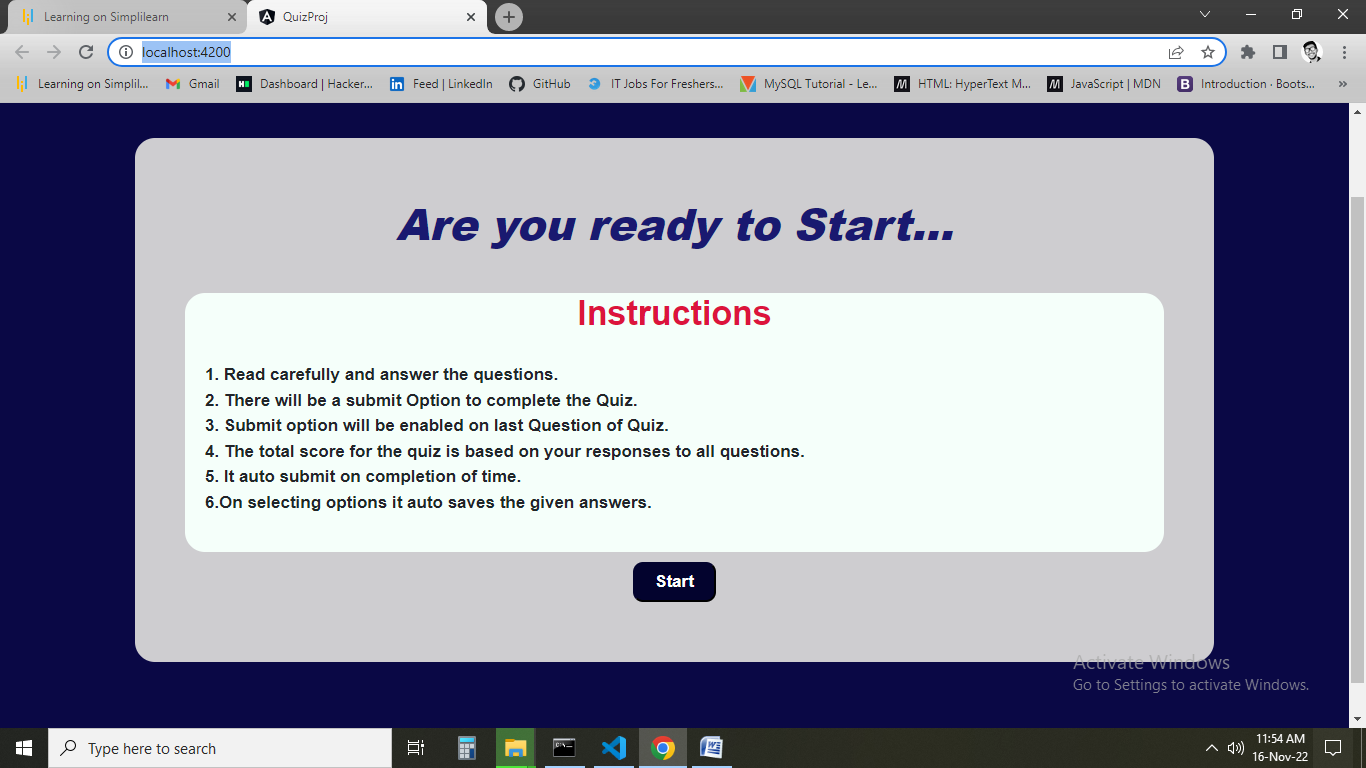 Learning on Simplilearn
QuizProj
localhost:4200
Learning on Simplil...
Gmail
Dashboard | Hacker...
Feed | LinkedIn
GitHub
IT Jobs For Freshers...
MySQL Tutorial - Le...
HTML: HyperText M...
JavaScript | MDN
Introduction · Boots...
Are you ready to Start...
Instructions
1. Read carefully and answer the questions.
2. There will be a submit Option to complete the Quiz.
3. Submit option will be enabled on last Question of Quiz.
4. The total score for the quiz is based on your responses to all questions.
5. It auto submit on completion of time.
6.On selecting options it auto saves the given answers.
Start
Activate Windows
Go to Settings to activate Windows.
Type here to search
11:54 AM
16-Nov-22